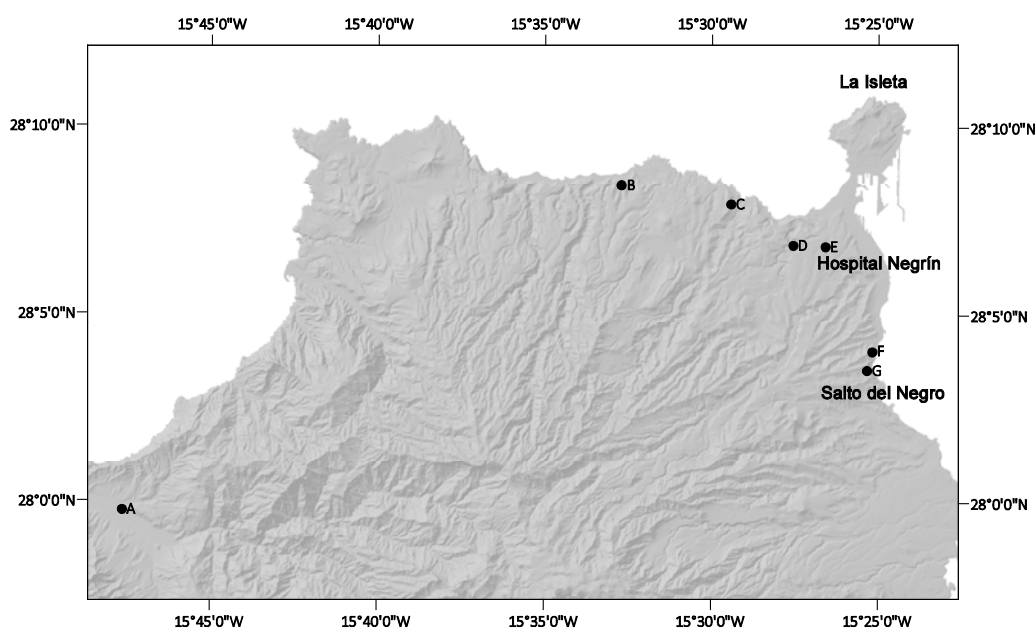 15°45'0"W 15°40'0"W 15°35'0"W 15°30'0"W 15°25'0"W
La Isleta
28°10'0"N 28°10'0"N
B
C
D E
Hospital Negrín
28°5'0"N 28°5'0"N
F
G
Salto del Negro
28°0'0"N 28°0'0"N
A
15°45'0"W 15°40'0"W 15°35'0"W 15°30'0"W 15°25'0"W